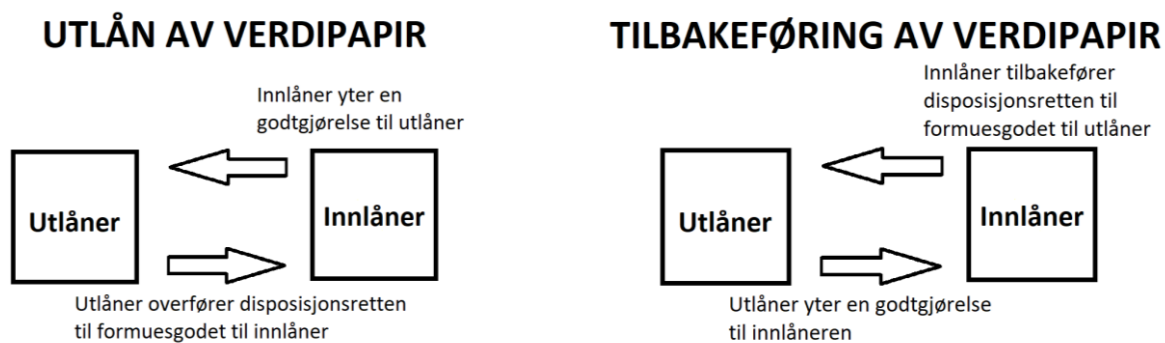 UTLÅN AV VERDIPAPIR
Innlåner yter en
godtgjørelse til utlåner
Utlåner
Innlåner
Utlåner overfører disposisjonsretten
til formuesgodet til innlåner
TILBAKEFØRING AV VERDIPAPIR
Innlåner tilbakefører
disposisjonsretten til
formuesgodet til utlåner
Utlåner
Innlåner
Utlåner yter en godtgjørelse
til innlåneren